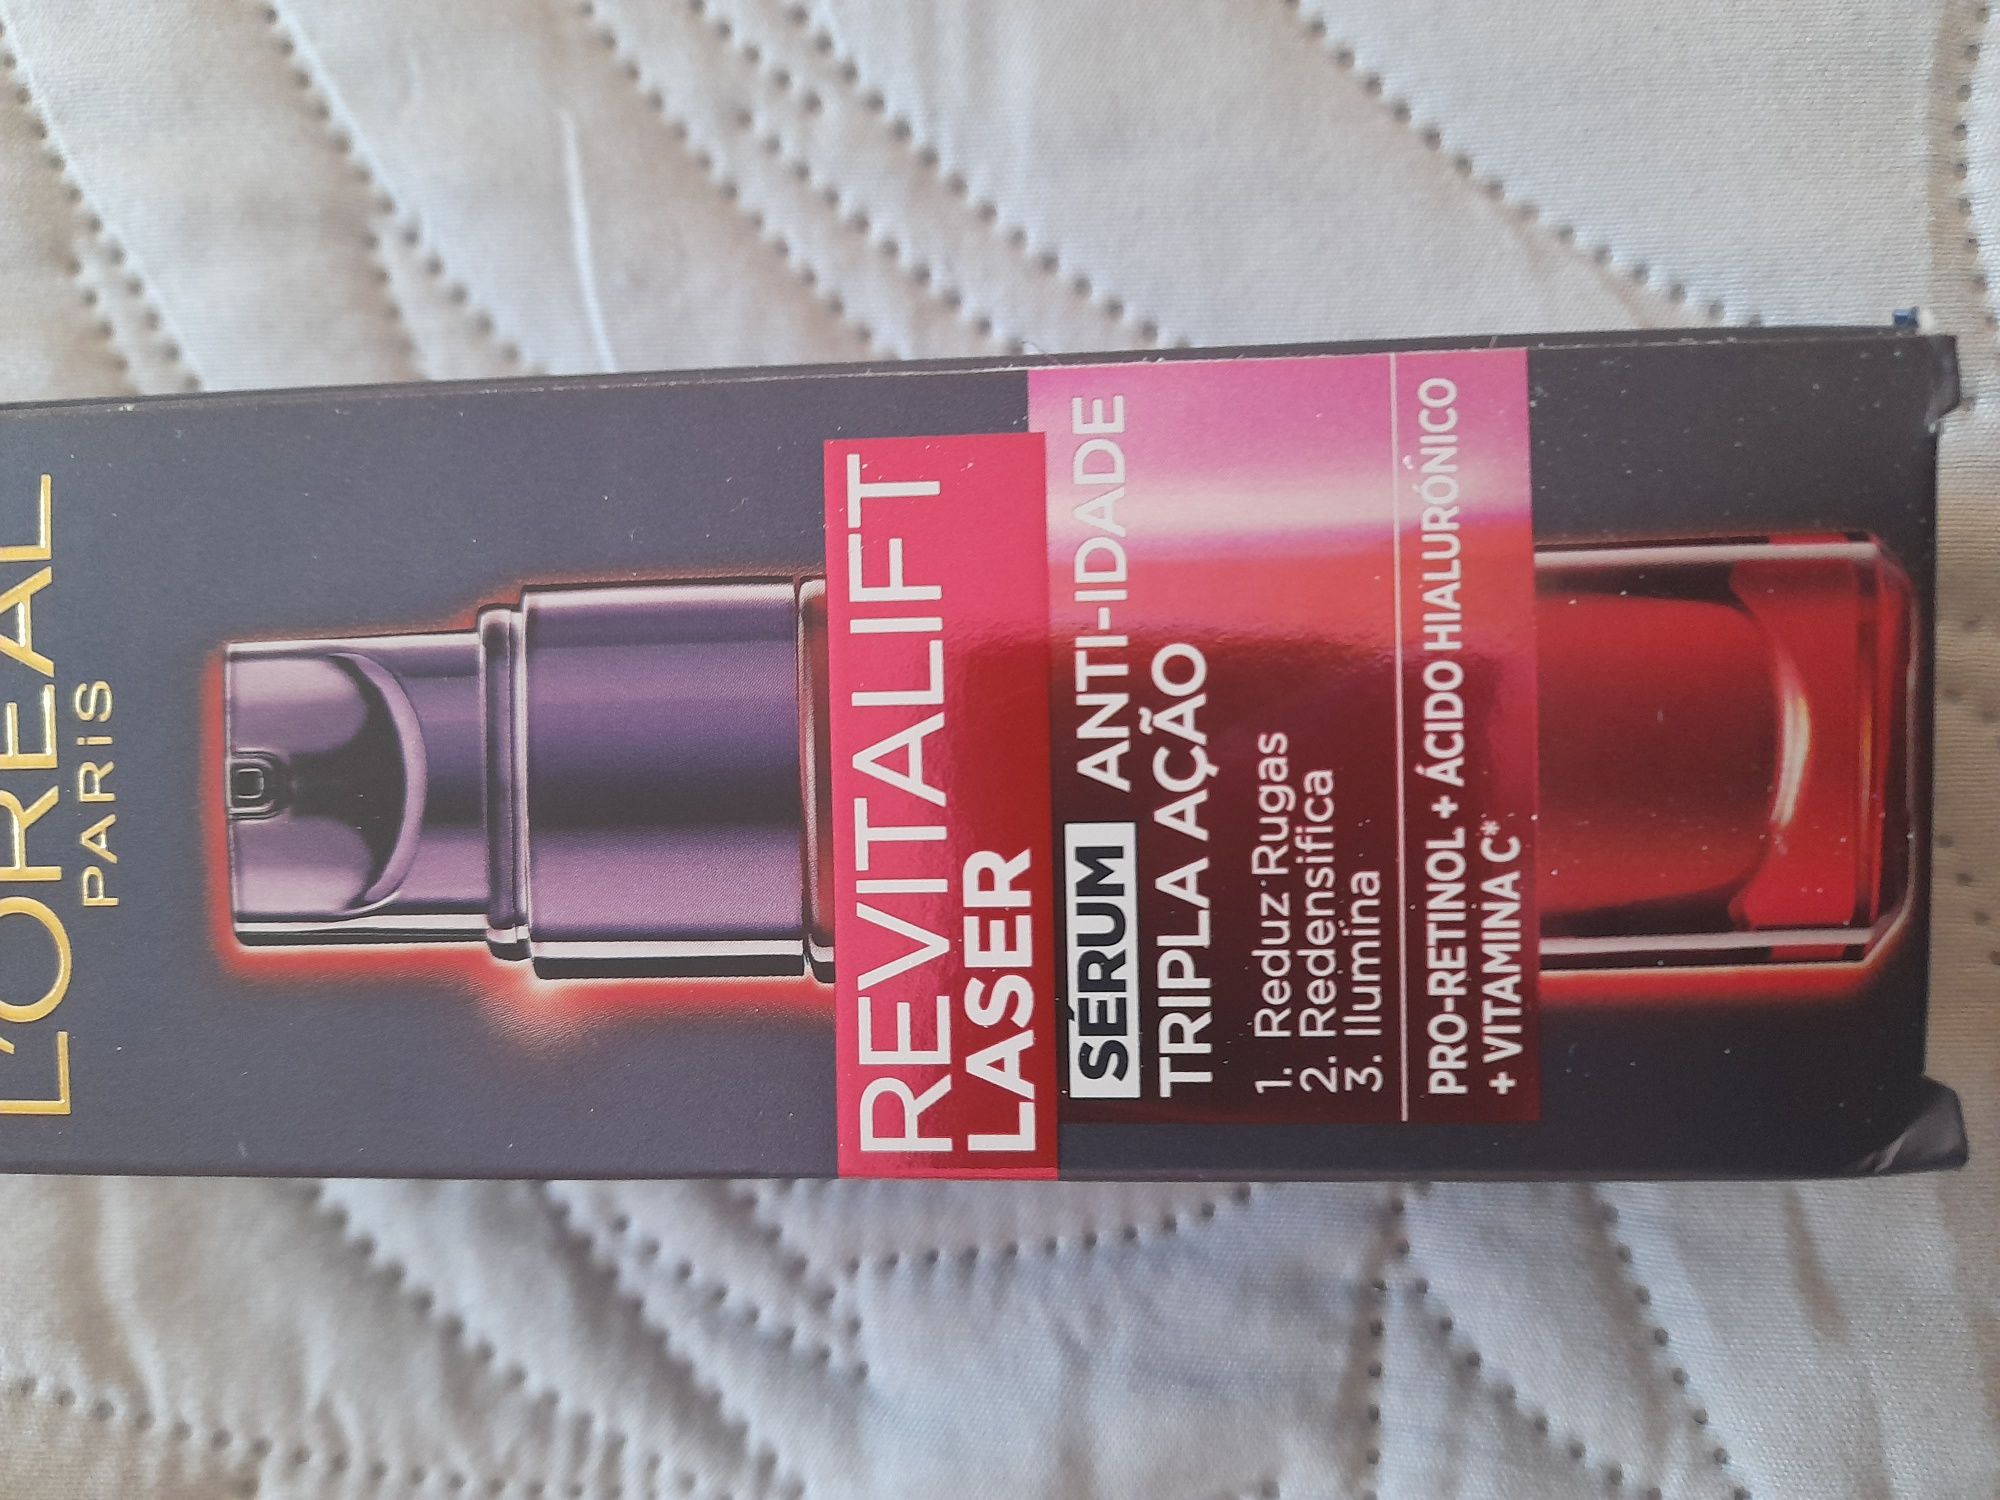 L'ORÉAL
PARiS
REVITALIFT
LASER
SÉRUM ANTI-IDADE
TRIPLA AÇÃO
1. Reduz Rugas
2. Redensifica
3. Ilumina
PRO-RETINOL + ÁCIDO HIALURÓNICO
+ VITAMINA C*